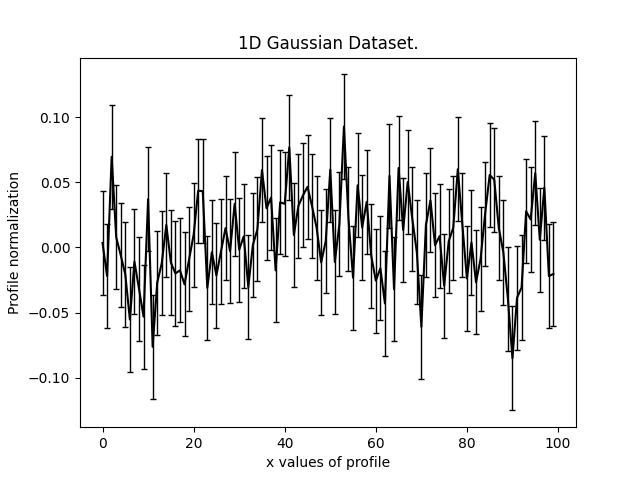 1D Gaussian Dataset.
Profile normalization
0.10
0.05
0.00
−0.05
−0.10
0 20 40 60 80 100
x values of profile